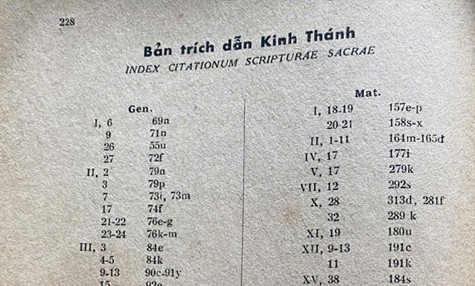 228
Bản trích dẫn Kinh Thánh
INDEX CITATIONUM SCRIPTURAE SACRAE
Gen.
I, 6 69n
9 71n
26 55u
27 72f
II, 2 79n
3 79p
7 73i, 73m
17 74f
21-22 76e-g
23-24 76k-m
III, 3 84e
4-5 84k
9-13 90c-91y
15 92a
Mat.
I, 18-19 157e-p
20-21 158s-x
II, 1-11 164m-165d
IV, 17 177i
V, 17 279k
VII, 12 292s
X, 28 313d, 281f
32 289 k
XI, 19 180u
XII, 9-13 191c
11 191k
XV, 38 184s